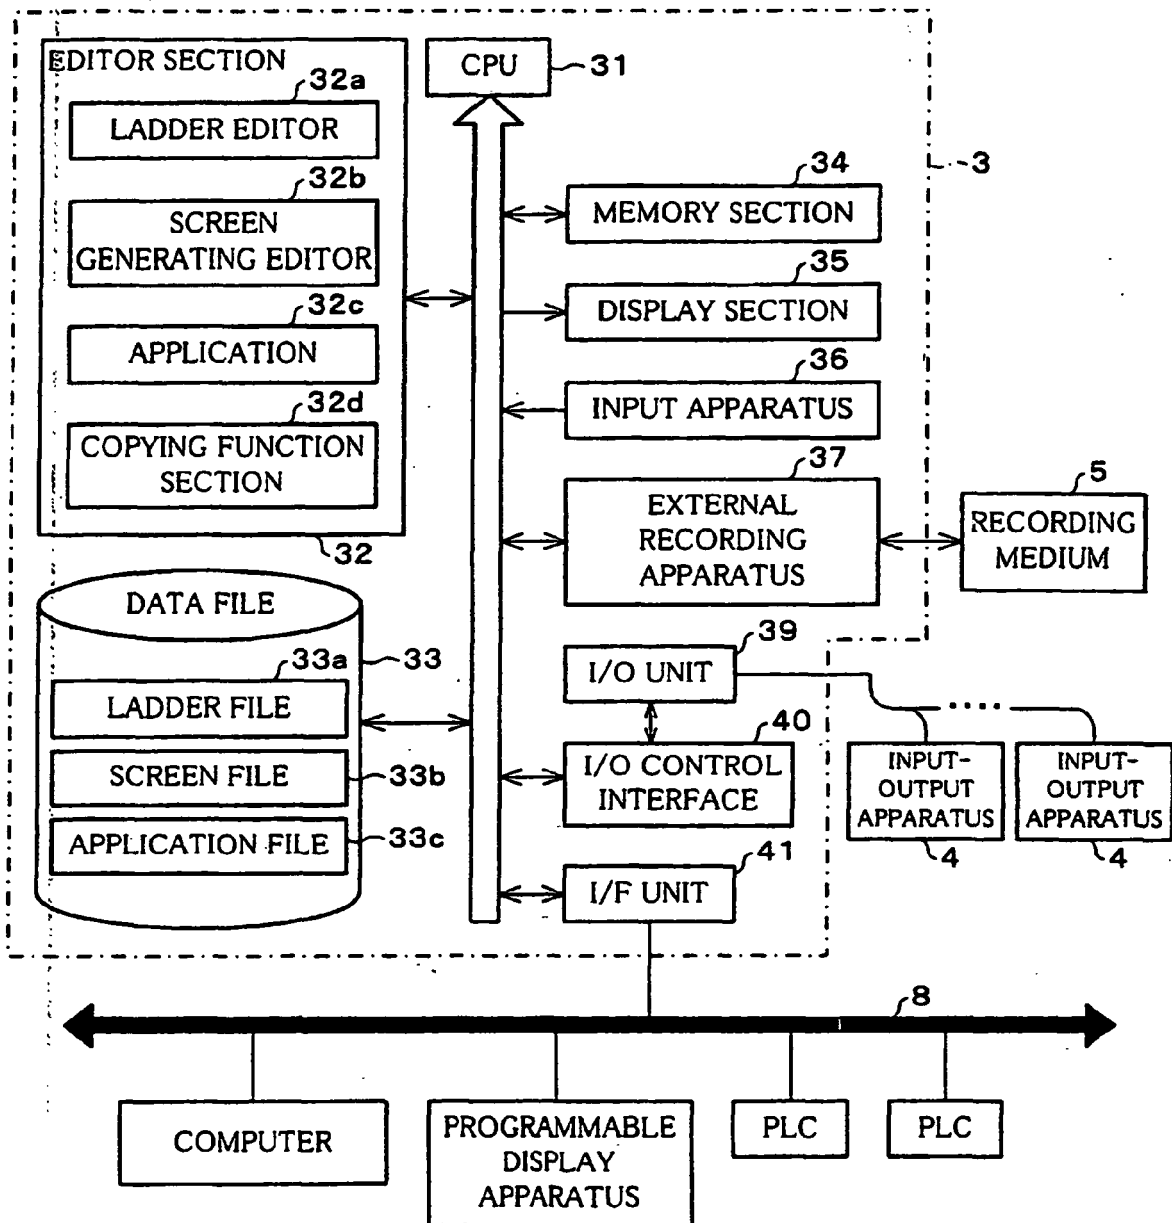 EDITOR SECTION
32a
LADDER EDITOR
32b
SCREEN
GENERATING EDITOR
32c
APPLICATION
32d
COPYING FUNCTION
SECTION
32
CPU
31
3
34
MEMORY SECTION
35
DISPLAY SECTION
36
INPUT APPARATUS
37
EXTERNAL
RECORDING
APPARATUS
5
RECORDING
MEDIUM
DATA FILE
33
33a
LADDER FILE
SCREEN FILE
33b
APPLICATION FILE
33c
39
I/O UNIT
40
I/O CONTROL
INTERFACE
41
I/F UNIT
INPUT-
OUTPUT
APPARATUS
4
INPUT-
OUTPUT
APPARATUS
4
8
COMPUTER
PROGRAMMABLE
DISPLAY
APPARATUS
PLC
PLC